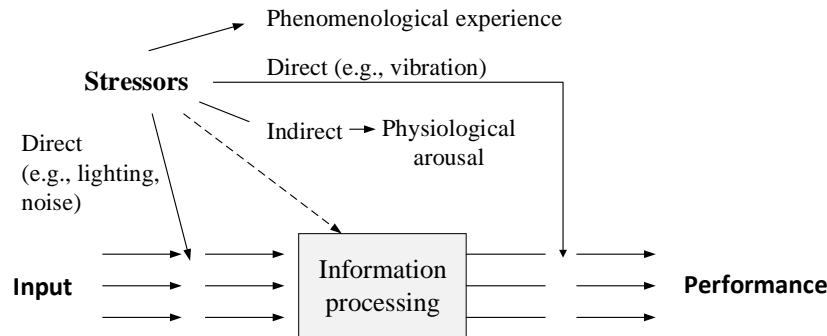 Phenomenological experience
Stressors
Direct (e.g., vibration)
Indirect
Physiological
arousal
Direct
(e.g., lighting,
noise)
Input
Information
processing
Performance